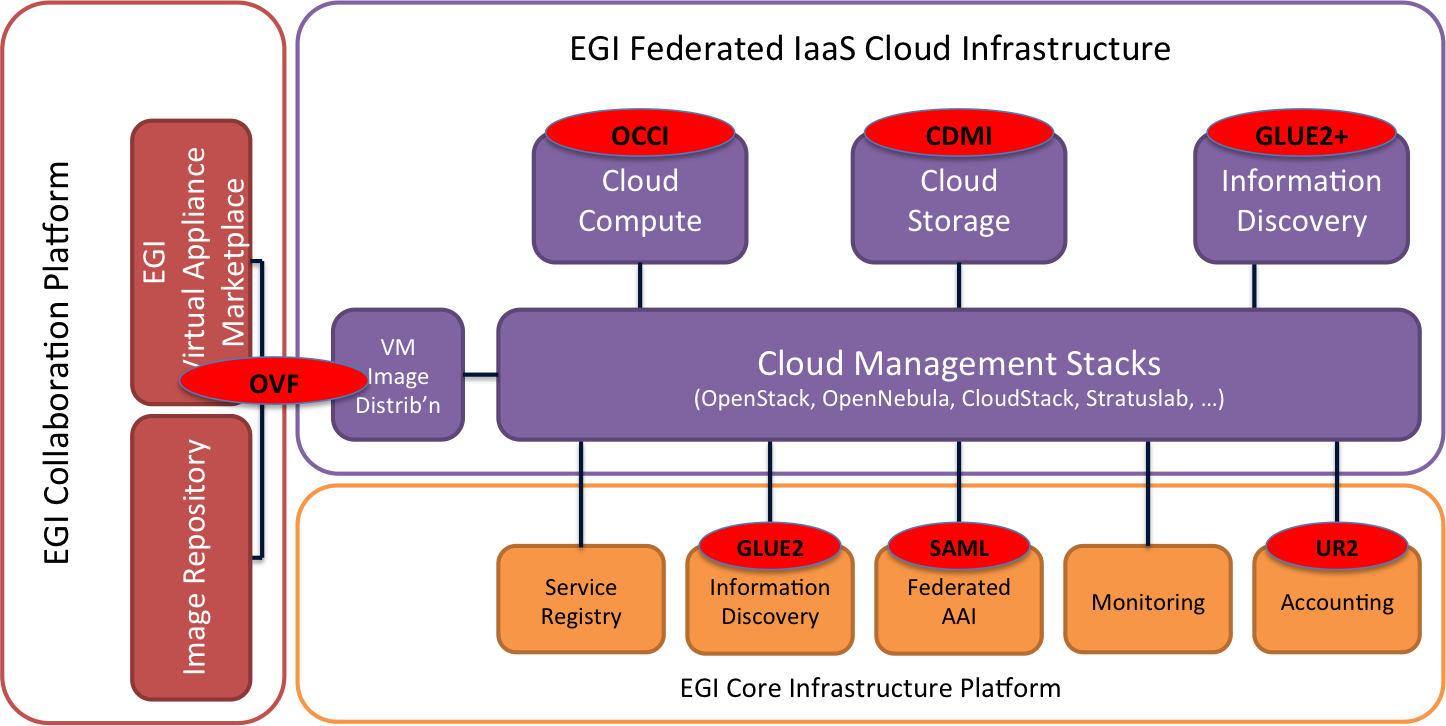 EGI Collaboration Platform
EGI
Virtual Appliance
Marketplace
OVF
Image Repository
EGI Federated IaaS Cloud Infrastructure
OCCI
Cloud
Compute
CDMI
Cloud
Storage
GLUE2+
Information
Discovery
VM
Image
Distrib’n
Cloud Management Stacks
(OpenStack, OpenNebula, CloudStack, Stratuslab, …)
Service
Registry
GLUE2
Information
Discovery
SAML
Federated
AAI
Monitoring
UR2
Accounting
EGI Core Infrastructure Platform